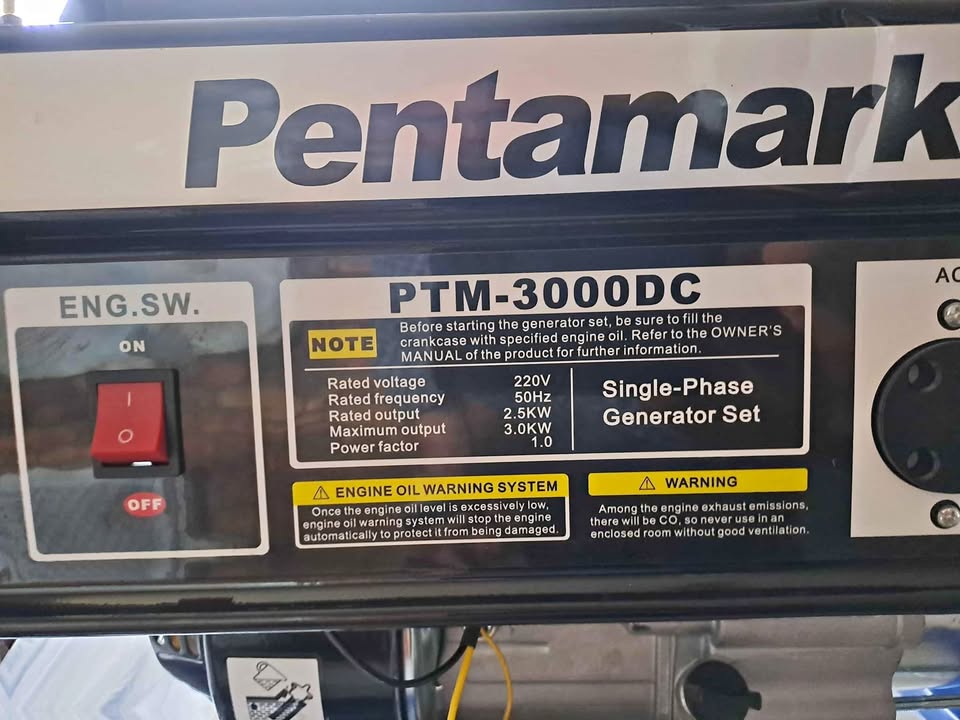 Pentamark
ENG.SW.
ON
I
O
OFF
PTM-3000DC
NOTE
Before starting the generator set, be sure to fill the
crankcase with specified engine oil. Refer to the OWNER'S
MANUAL of the product for further information.
Rated voltage 220V
Rated frequency 50Hz
Rated output 2.5KW
Maximum output 3.0KW
Power factor 1.0
Single-Phase
Generator Set
⚠ ENGINE OIL WARNING SYSTEM
Once the engine oil level is excessively low,
engine oil warning system will stop the engine
automatically to protect it from being damaged.
⚠ WARNING
Among the engine exhaust emissions,
there will be CO, so never use in an
enclosed room without good ventilation.
AC